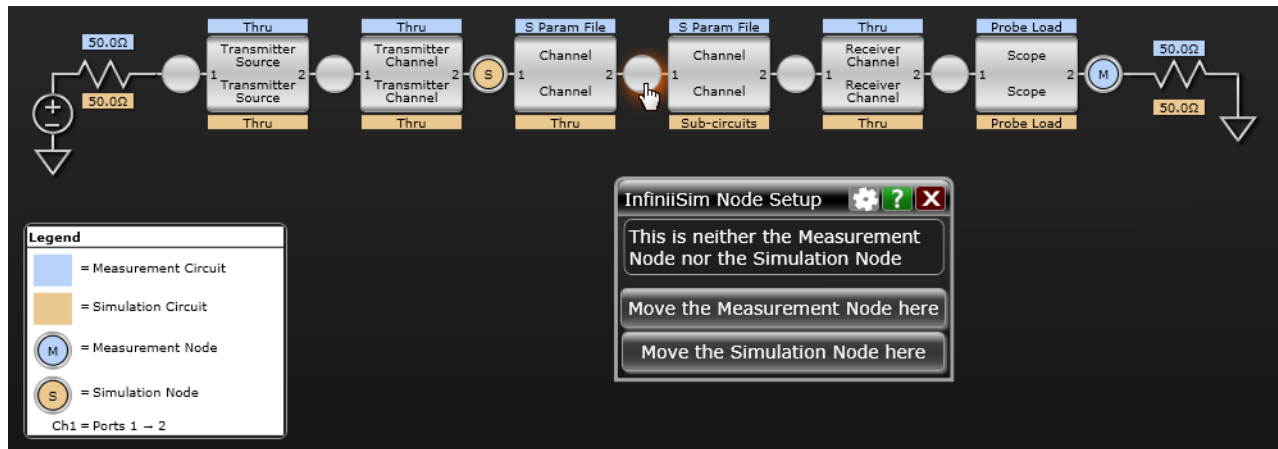 Thru
Thru
S Param File
S Param File
Thru
Probe Load
50.0Ω
50.0Ω
Transmitter
Source
Transmitter
Channel
Channel
Channel
Receiver
Channel
Scope
1 2
1 2
S
1 2
1 2
1 2
1 2
M
Transmitter
Source
Transmitter
Channel
Channel
Channel
Receiver
Channel
Scope
50.0Ω
50.0Ω
Thru
Thru
Thru
Sub-circuits
Thru
Probe Load
InfiniiSim Node Setup ? X
This is neither the Measurement
Node nor the Simulation Node
Move the Measurement Node here
Move the Simulation Node here
Legend
= Measurement Circuit
= Simulation Circuit
M = Measurement Node
S = Simulation Node
Ch1 = Ports 1 → 2